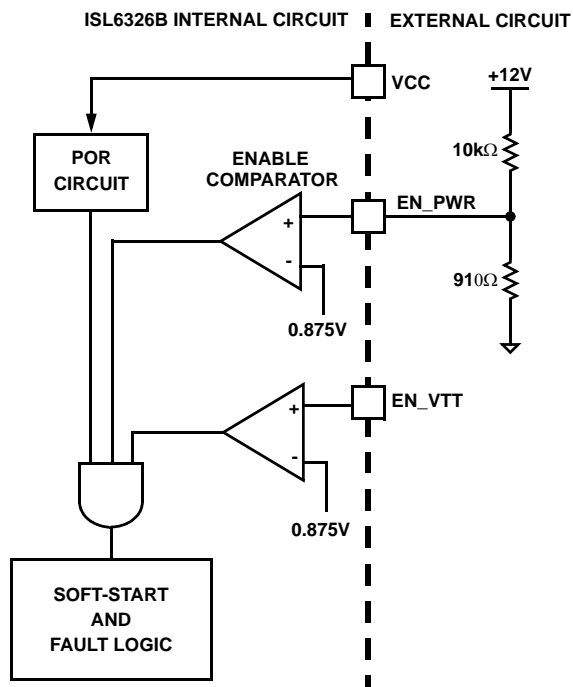 ISL6326B INTERNAL CIRCUIT
EXTERNAL CIRCUIT
+12V
VCC
10kΩ
POR
CIRCUIT
ENABLE
COMPARATOR
EN_PWR
+
-
910Ω
0.875V
EN_VTT
+
-
0.875V
SOFT-START
AND
FAULT LOGIC